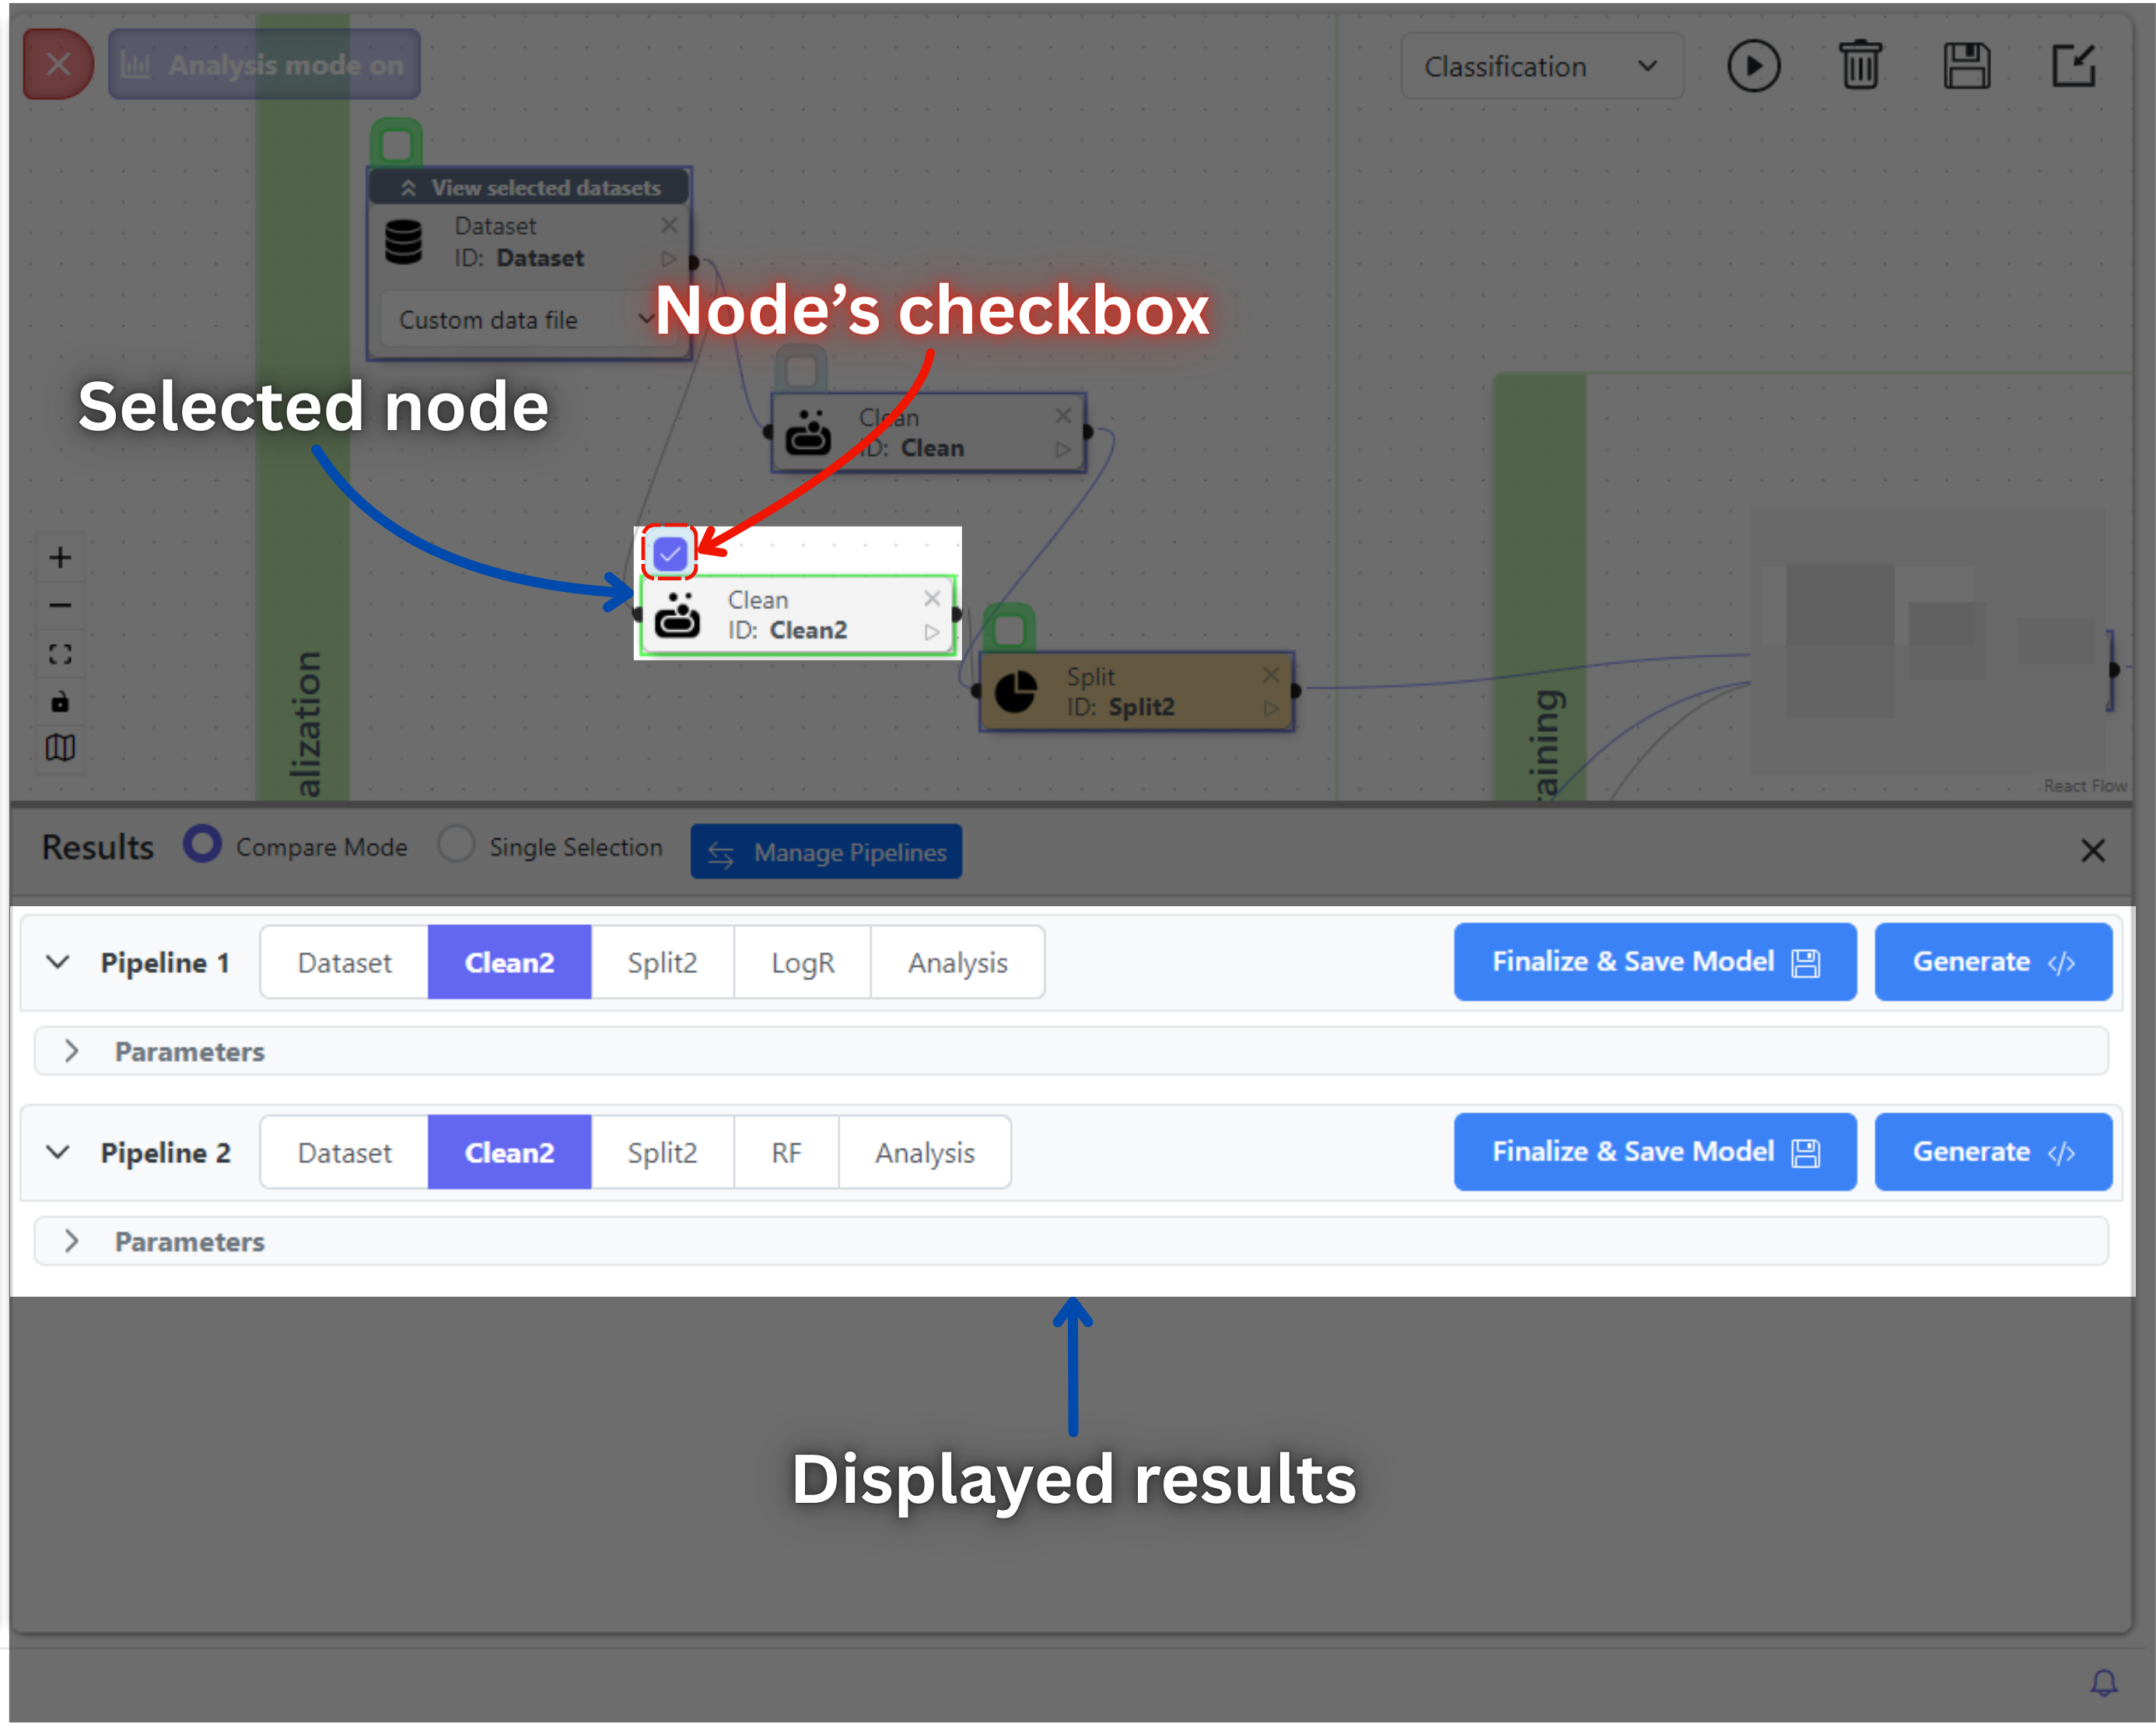 Analysis mode on
Classification
View selected datasets
Dataset
ID: Dataset
Custom data file
Node's checkbox
Selected node
Clean
ID: Clean
Clean
ID: Clean2
Split
ID: Split2
alization
raining
React Flow
Results
Compare Mode
Single Selection
Manage Pipelines
Pipeline 1
Dataset
Clean2
Split2
LogR
Analysis
Finalize & Save Model
Generate </>
Parameters
Pipeline 2
Dataset
Clean2
Split2
RF
Analysis
Finalize & Save Model
Generate </>
Parameters
Displayed results